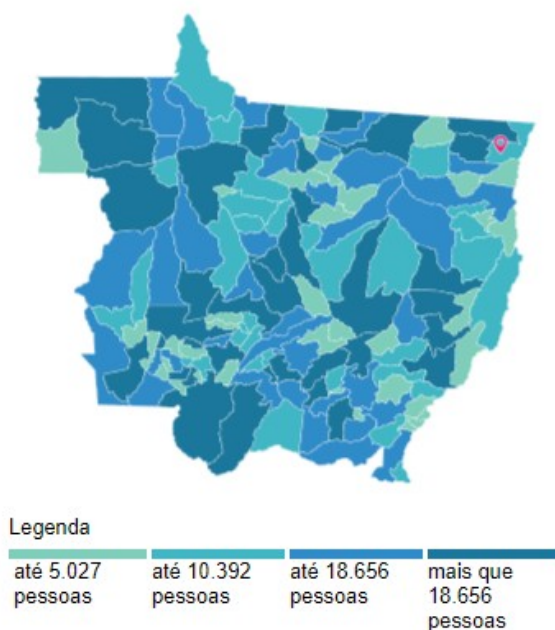 Legenda
até 5.027 pessoas
até 10.392 pessoas
até 18.656 pessoas
mais que 18.656 pessoas